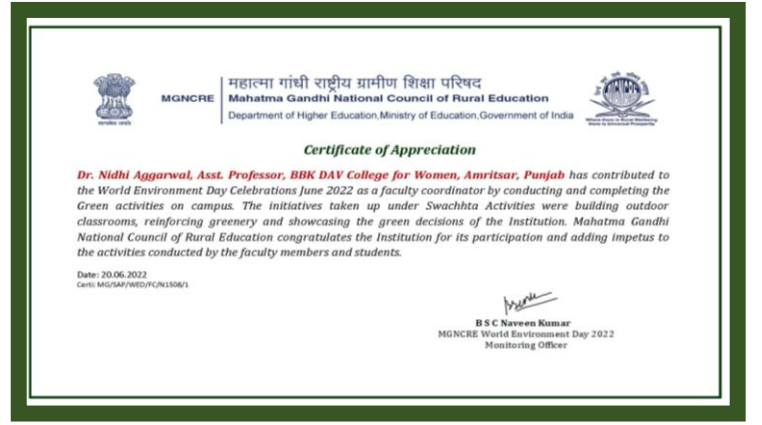 महात्मा गांधी राष्ट्रीय ग्रामीण शिक्षा परिषद
MGNCRE
Mahatma Gandhi National Council of Rural Education
Department of Higher Education,Ministry of Education,Government of India
Certificate of Appreciation
Dr. Nidhi Aggarwal, Asst. Professor, BBK DAV College for Women, Amritsar, Punjab has contributed to
the World Environment Day Celebrations June 2022 as a faculty coordinator by conducting and completing the
Green activities on campus. The initiatives taken up under Swachhta Activities were building outdoor
classrooms, reinforcing greenery and showcasing the green decisions of the Institution. Mahatma Gandhi
National Council of Rural Education congratulates the Institution for its participation and adding impetus to
the activities conducted by the faculty members and students.
Date: 20.06.2022
Certi: MG/SAP/WED/FC/N1508/1
B S C Naveen Kumar
MGNCRE World Environment Day 2022
Monitoring Officer